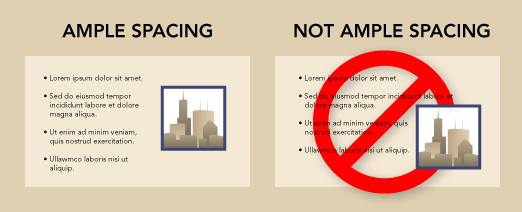 AMPLE SPACING
• Lorem ipsum dolor sit amet.
• Sed do eiusmod tempor
incididunt labore et dolore
magna aliqua.
• Ut enim ad minim veniam,
quis nostrud exercitation.
• Ullawmco laboris nisi ut
aliquip.
NOT AMPLE SPACING
• Lorem ipsum dolor sit amet.
• Sed do eiusmod tempor incididunt labore et
dolore magna aliqua.
• Ut enim ad minim veniam, quis
nostrud exercitation.
• Ullawmco laboris nisi ut aliquip.